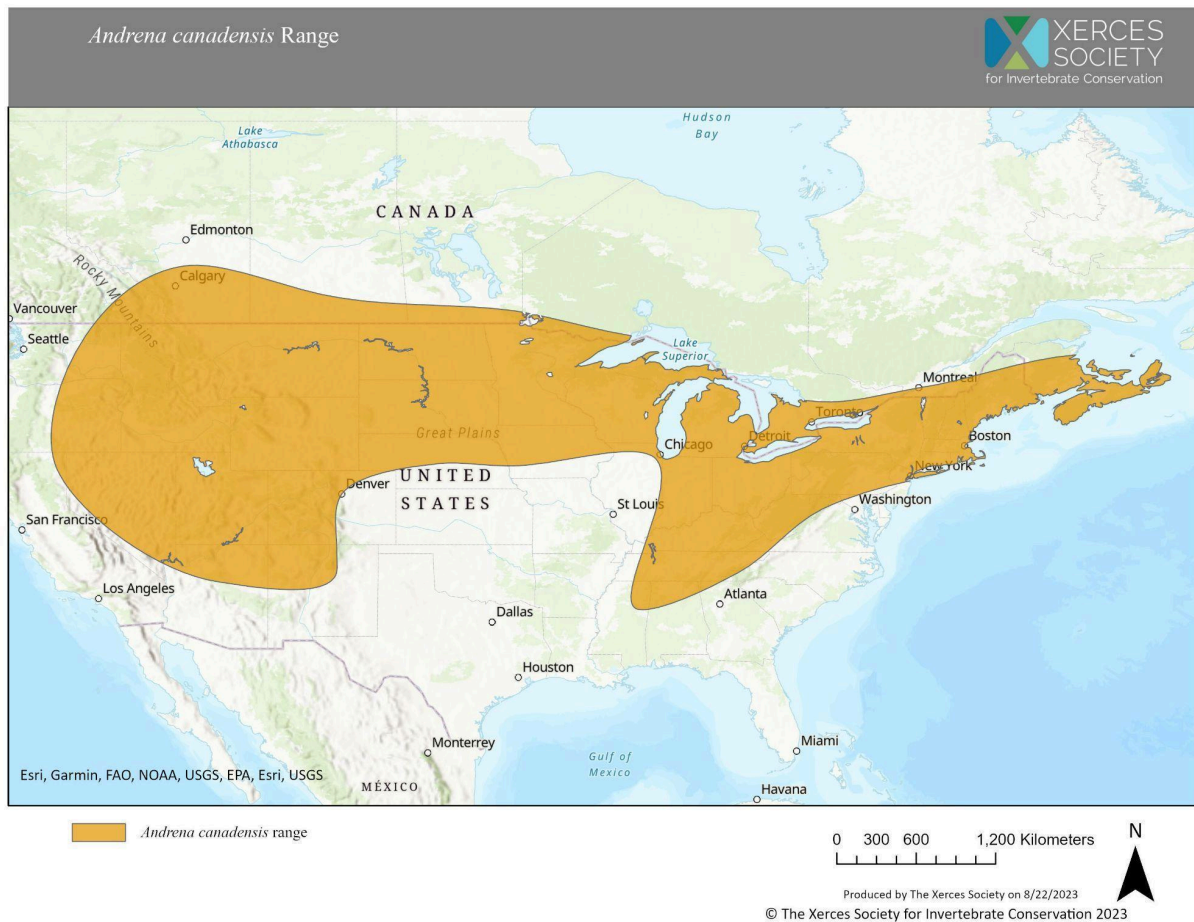 Andrena canadensis Range
XERCES
SOCIETY
for Invertebrate Conservation
Hudson
Bay
Lake
Athabasca
CANADA
Edmonton
Rocky Mountains
Calgary
Vancouver
Seattle
Lake
Superior
Montreal
Toronto
Great Plains
Chicago
Detroit
Boston
New York
UNITED
STATES
Denver
St Louis
Washington
San Francisco
Los Angeles
Atlanta
Dallas
Houston
Monterrey
Gulf of
Mexico
Miami
Havana
MÉXICO
Esri, Garmin, FAO, NOAA, USGS, EPA, Esri, USGS
Andrena canadensis range
0 300 600 1,200 Kilometers
N
Produced by The Xerces Society on 8/22/2023
© The Xerces Society for Invertebrate Conservation 2023